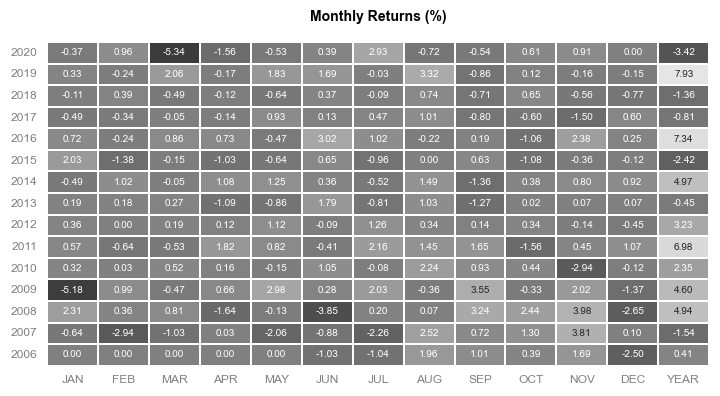 Monthly Returns (%)
2020 -0.37 0.96 -5.34 -1.56 -0.53 0.39 2.93 -0.72 -0.54 0.61 0.91 0.00 -3.42
2019 0.33 -0.24 2.06 -0.17 1.83 1.69 -0.03 3.32 -0.86 0.12 -0.16 -0.15 7.93
2018 -0.11 0.39 -0.49 -0.12 -0.64 0.37 -0.09 0.74 -0.71 0.65 -0.56 -0.77 -1.36
2017 -0.49 -0.34 -0.05 -0.14 0.93 0.13 0.47 1.01 -0.80 -0.60 -1.50 0.60 -0.81
2016 0.72 -0.24 0.86 0.73 -0.47 3.02 1.02 -0.22 0.19 -1.06 2.38 0.25 7.34
2015 2.03 -1.38 -0.15 -1.03 -0.64 0.65 -0.96 0.00 0.63 -1.08 -0.36 -0.12 -2.42
2014 -0.49 1.02 -0.05 1.08 1.25 0.36 -0.52 1.49 -1.36 0.38 0.80 0.92 4.97
2013 0.19 0.18 0.27 -1.09 -0.86 1.79 -0.81 1.03 -1.27 0.02 0.07 0.07 -0.45
2012 0.36 0.00 0.19 0.12 1.12 -0.09 1.26 0.34 0.14 0.34 -0.14 -0.45 3.23
2011 0.57 -0.64 -0.53 1.82 0.82 -0.41 2.16 1.45 1.65 -1.56 0.45 1.07 6.98
2010 0.32 0.03 0.52 0.16 -0.15 1.05 -0.08 2.24 0.93 0.44 -2.94 -0.12 2.35
2009 -5.18 0.99 -0.47 0.66 2.98 0.28 2.03 -0.36 3.55 -0.33 2.02 -1.37 4.60
2008 2.31 0.36 0.81 -1.64 -0.13 -3.85 0.20 0.07 3.24 2.44 3.98 -2.65 4.94
2007 -0.64 -2.94 -1.03 0.03 -2.06 -0.88 -2.26 2.52 0.72 1.30 3.81 0.10 -1.54
2006 0.00 0.00 0.00 0.00 0.00 -1.03 -1.04 1.96 1.01 0.39 1.69 -2.50 0.41
JAN FEB MAR APR MAY JUN JUL AUG SEP OCT NOV DEC YEAR